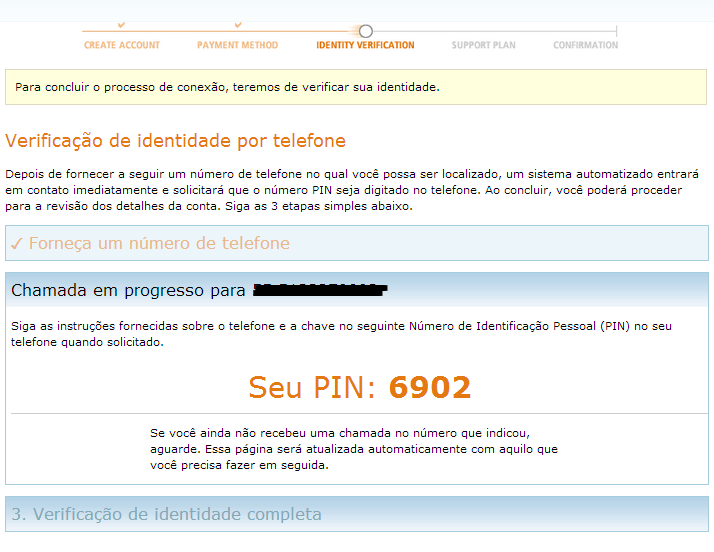 CREATE ACCOUNT PAYMENT METHOD IDENTITY VERIFICATION SUPPORT PLAN CONFIRMATION
Para concluir o processo de conexão, teremos de verificar sua identidade.
Verificação de identidade por telefone
Depois de fornecer a seguir um número de telefone no qual você possa ser localizado, um sistema automatizado entrará
em contato imediatamente e solicitará que o número PIN seja digitado no telefone. Ao concluir, você poderá proceder
para a revisão dos detalhes da conta. Siga as 3 etapas simples abaixo.
✓ Forneça um número de telefone
Chamada em progresso para
Siga as instruções fornecidas sobre o telefone e a chave no seguinte Número de Identificação Pessoal (PIN) no seu
telefone quando solicitado.
Seu PIN: 6902
Se você ainda não recebeu uma chamada no número que indicou,
aguarde. Essa página será atualizada automaticamente com aquilo que
você precisa fazer em seguida.
3. Verificação de identidade completa